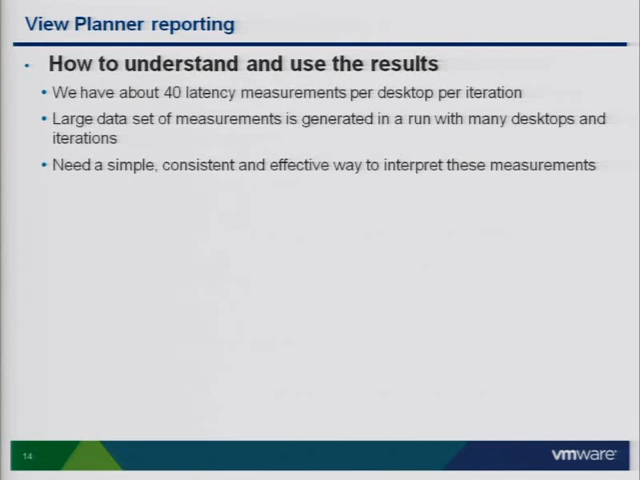 View Planner reporting
• How to understand and use the results
• We have about 40 latency measurements per desktop per iteration
• Large data set of measurements is generated in a run with many desktops and
iterations
• Need a simple, consistent and effective way to interpret these measurements
14
vmware